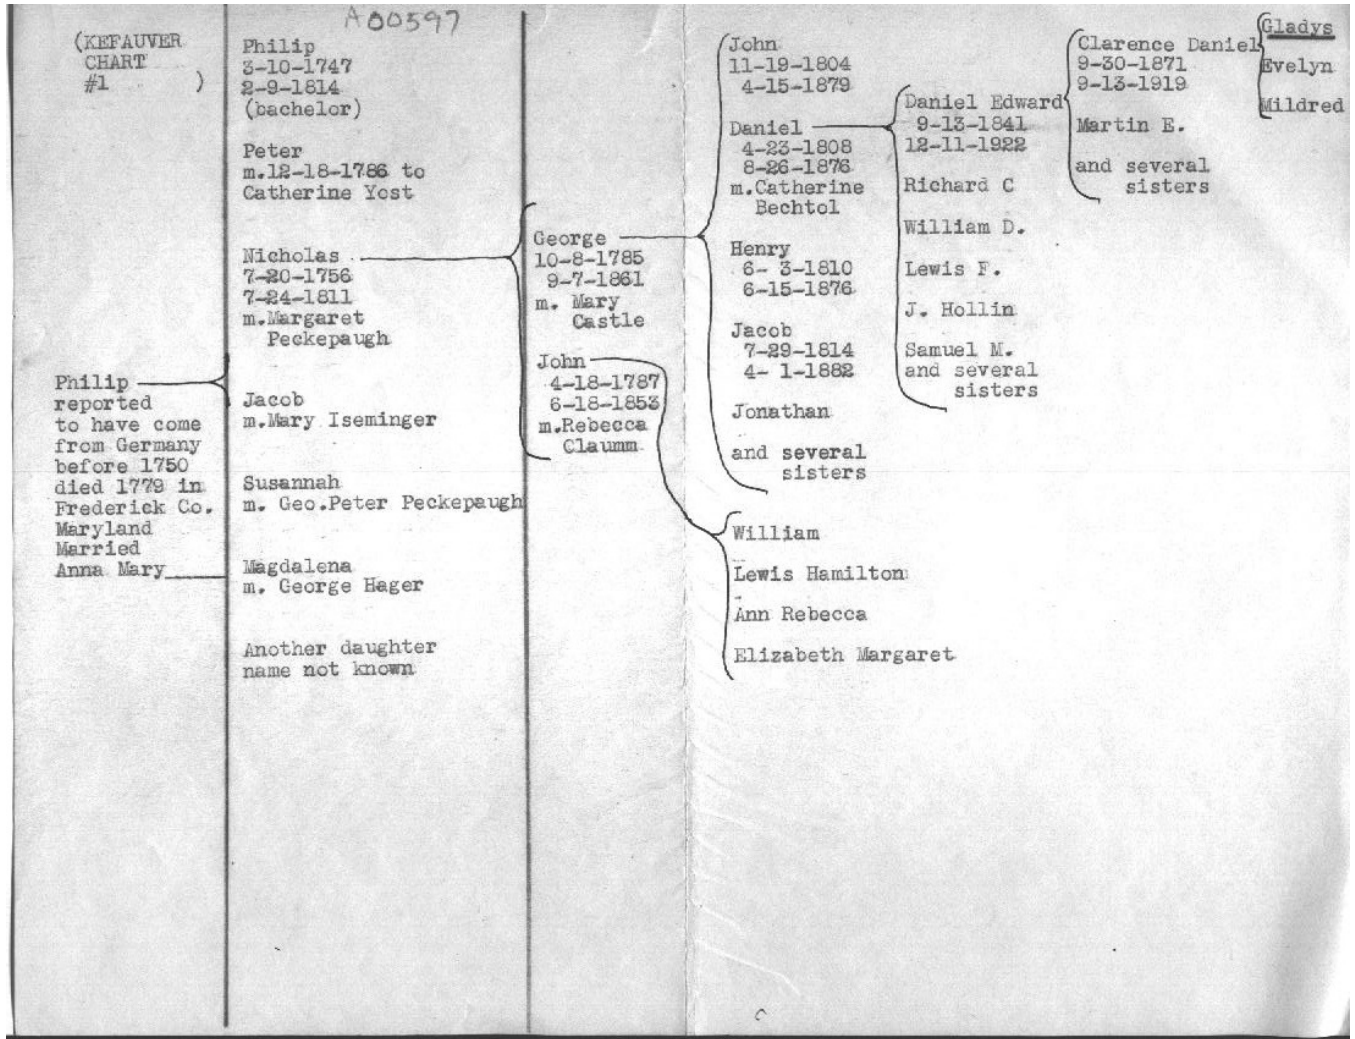 A00597
(KEFAUVER
CHART
#1 )
Philip
reported
to have come
from Germany
before 1750
died 1779 in
Frederick Co.
Maryland
Married
Anna Mary
Philip
3-10-1747
2-9-1814
(bachelor)
Peter
m.12-18-1786 to
Catherine Yost
Nicholas
7-20-1756
7-24-1811
m.Margaret
Peckepaugh
Jacob
m.Mary Iseminger
Susannah
m. Geo.Peter Peckepaugh
Magdalena
m. George Hager
Another daughter
name not known
George
10-8-1785
9-7-1861
m. Mary
Castle
John
4-18-1787
6-18-1853
m.Rebecca
Claumm
John
11-19-1804
4-15-1879
Daniel
4-23-1808
8-26-1876
m.Catherine
Bechtol
Henry
6- 3-1810
6-15-1876
Jacob
7-29-1814
4- 1-1882
Jonathan
and several
sisters
William
Lewis Hamilton
Ann Rebecca
Elizabeth Margaret
Daniel Edward
9-13-1841
12-11-1922
Richard C
William D.
Lewis F.
J. Hollin
Samuel M.
and several
sisters
Clarence Daniel
9-30-1871
9-13-1919
Martin E.
and several
sisters
Gladys
Evelyn
Mildred